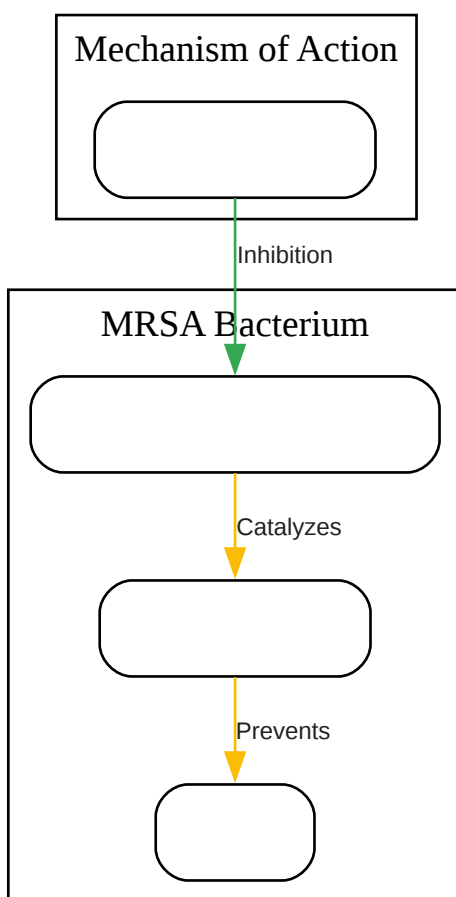 Mechanism of Action
Inhibition
MRSA Bacterium
Catalyzes
Prevents